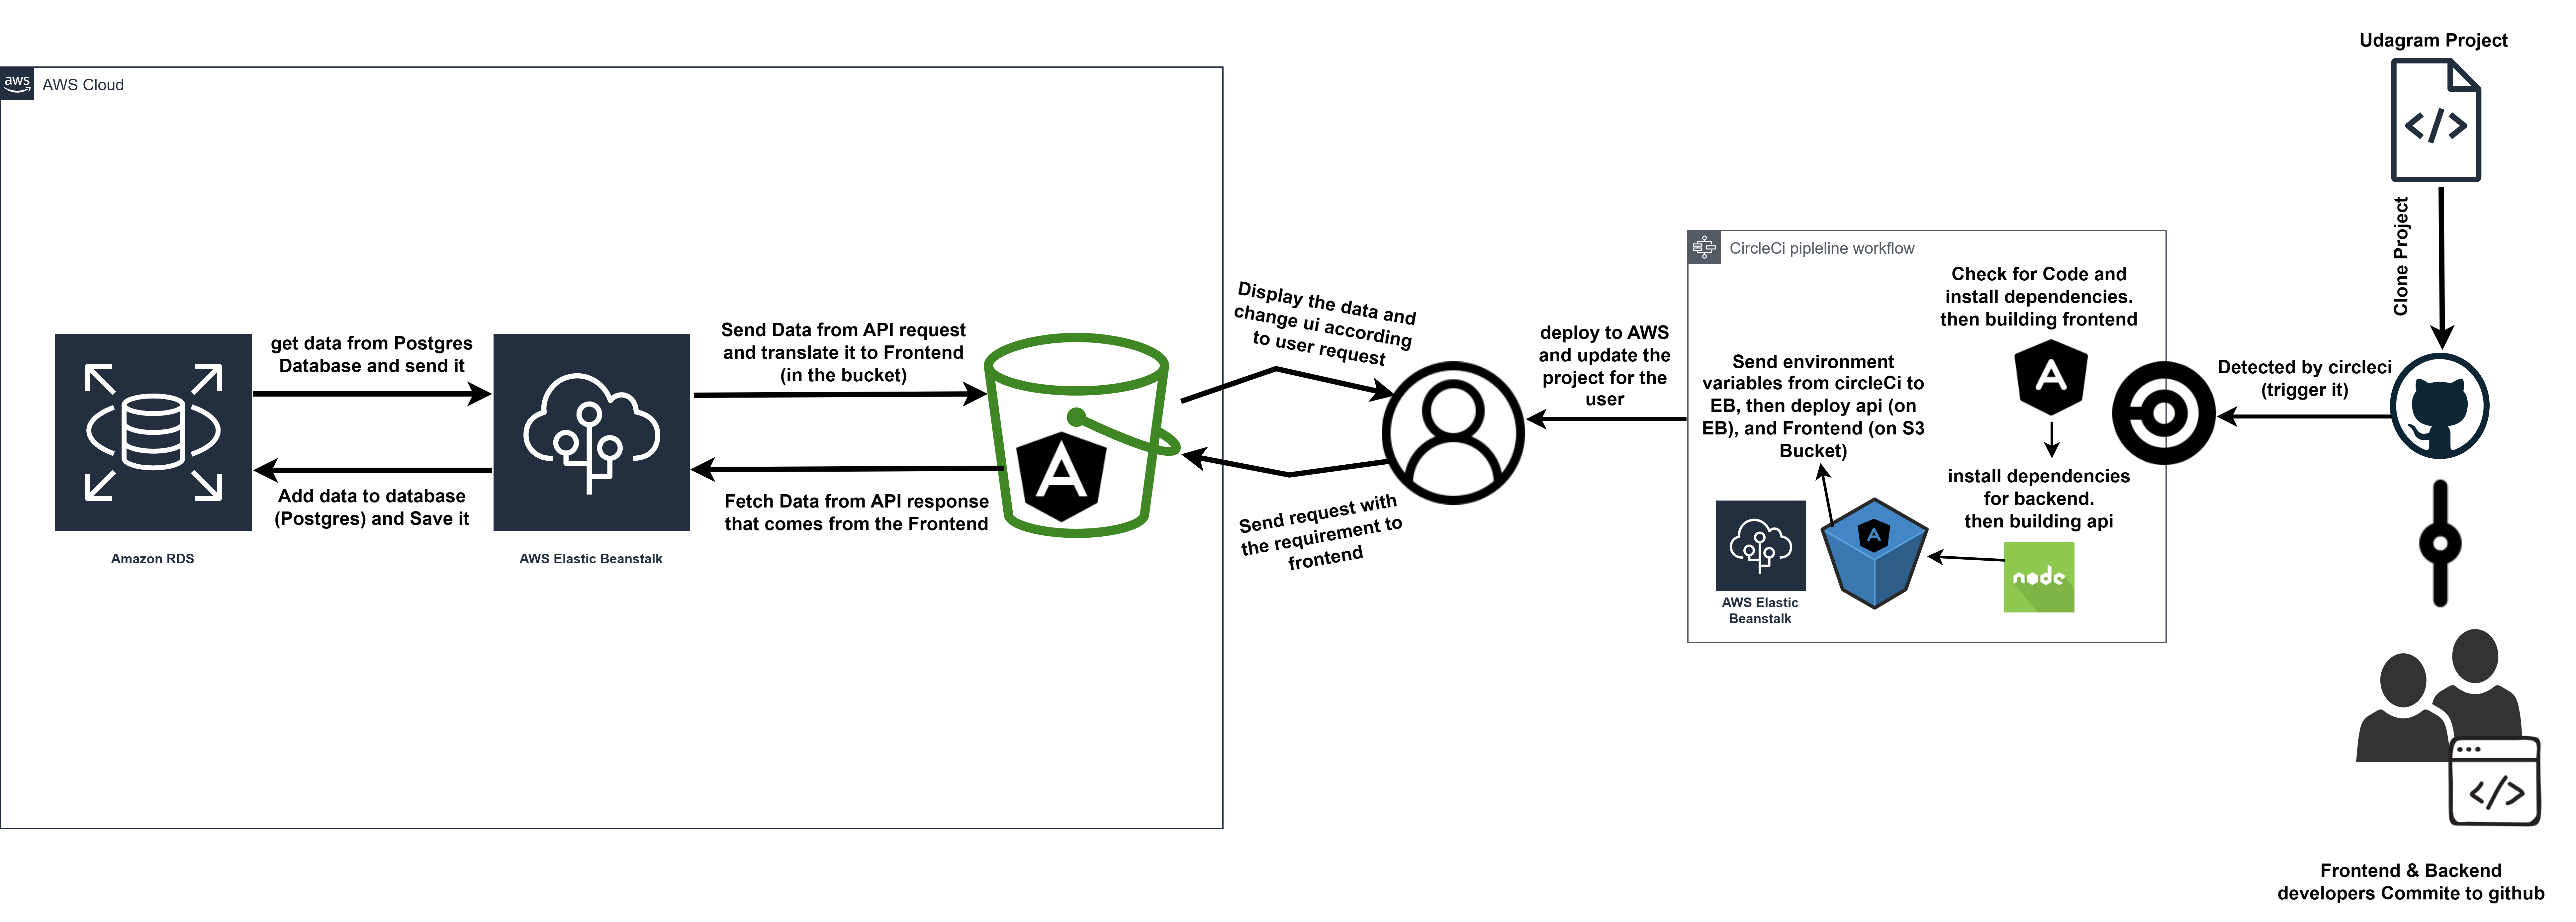 Udagram Project
aws
AWS Cloud
Clone Project
CircleCi pipleline workflow
Check for Code and
install dependencies.
then building frontend
Display the data and
change ui according
to user request
get data from Postgres
Database and send it
Send Data from API request
and translate it to Frontend
(in the bucket)
deploy to AWS
and update the
project for the
user
Send environment
variables from circleCi to
EB, then deploy api (on
EB), and Frontend (on S3
Bucket)
Detected by circleci
(trigger it)
Add data to database
(Postgres) and Save it
Fetch Data from API response
that comes from the Frontend
Send request with
the requirement to
frontend
install dependencies
for backend.
then building api
Amazon RDS
AWS Elastic Beanstalk
node
AWS Elastic
Beanstalk
Frontend & Backend
developers Commite to github